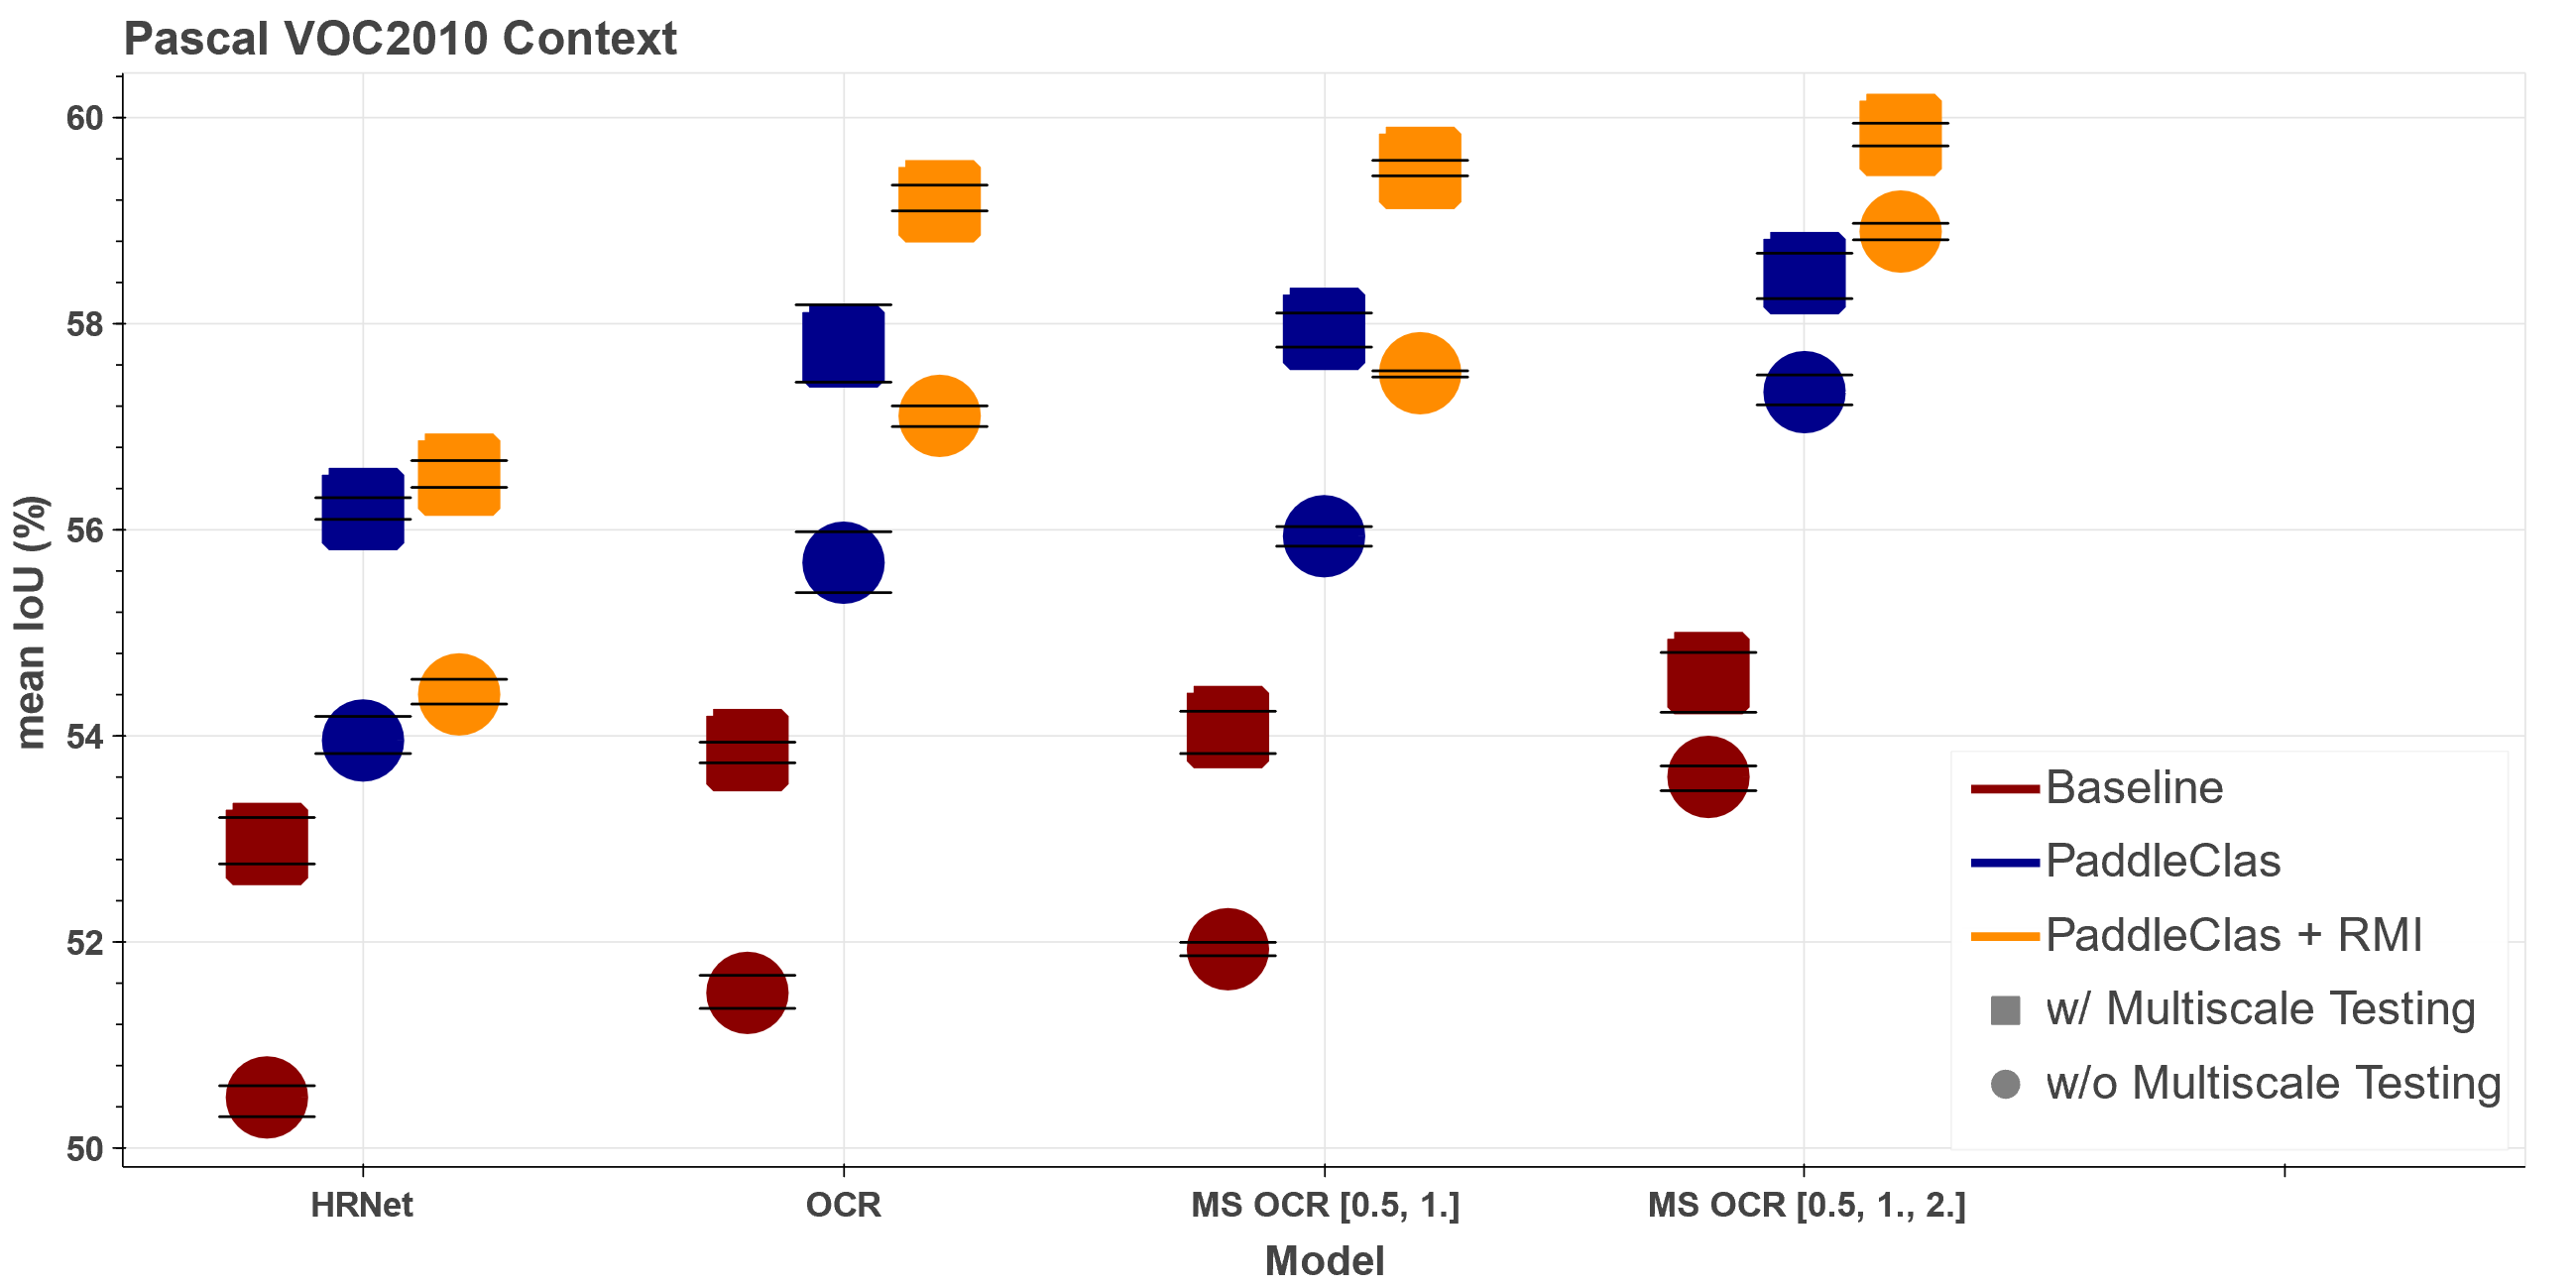 Pascal VOC2010 Context
mean IoU (%)
60
58
56
54
52
50
HRNet
OCR
MS OCR [0.5, 1.]
MS OCR [0.5, 1., 2.]
Model
Baseline
PaddleClas
PaddleClas + RMI
w/ Multiscale Testing
w/o Multiscale Testing